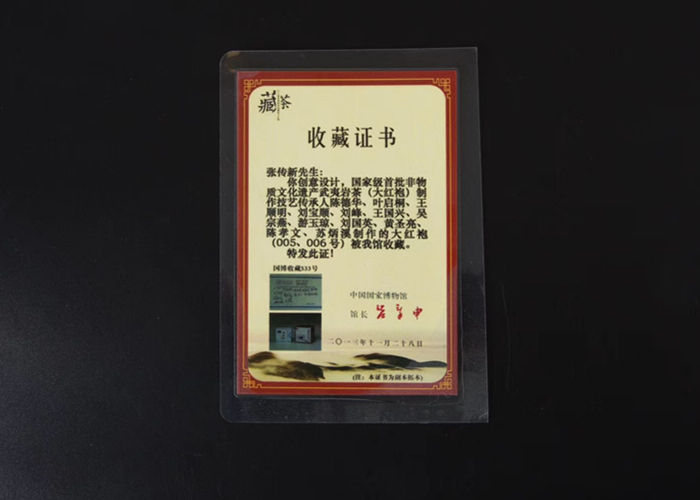 藏茶
收藏证书
张传新先生：
你创意设计，国家级首批非物
质文化遗产武夷岩茶（大红袍）制
作技艺传承人陈德华、叶启桐、王
顺明、刘宝顺、刘峰、王国兴、吴
宗燕、游玉琼、刘国英、黄圣亮、
陈孝文、苏炳溪制作的大红袍
（005、006号）被我馆收藏。
特发此证！
国博收藏533号
中国国家博物馆
馆长
二〇一三年十一月二十八日
(注：本证书为副本拓本)